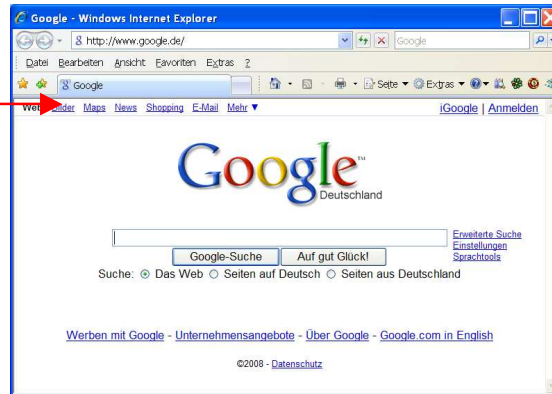 Google - Windows Internet Explorer
http://www.google.de/ Google
Datei Bearbeiten Ansicht Favoriten Extras ?
Google Seite Extras
Web Bilder Maps News Shopping E-Mail Mehr ▼ iGoogle | Anmelden
Google™
Deutschland
Erweiterte Suche
Einstellungen
Sprachtools
Google-Suche Auf gut Glück!
Suche: Das Web Seiten auf Deutsch Seiten aus Deutschland
Werben mit Google - Unternehmensangebote - Über Google - Google.com in English
©2008 - Datenschutz